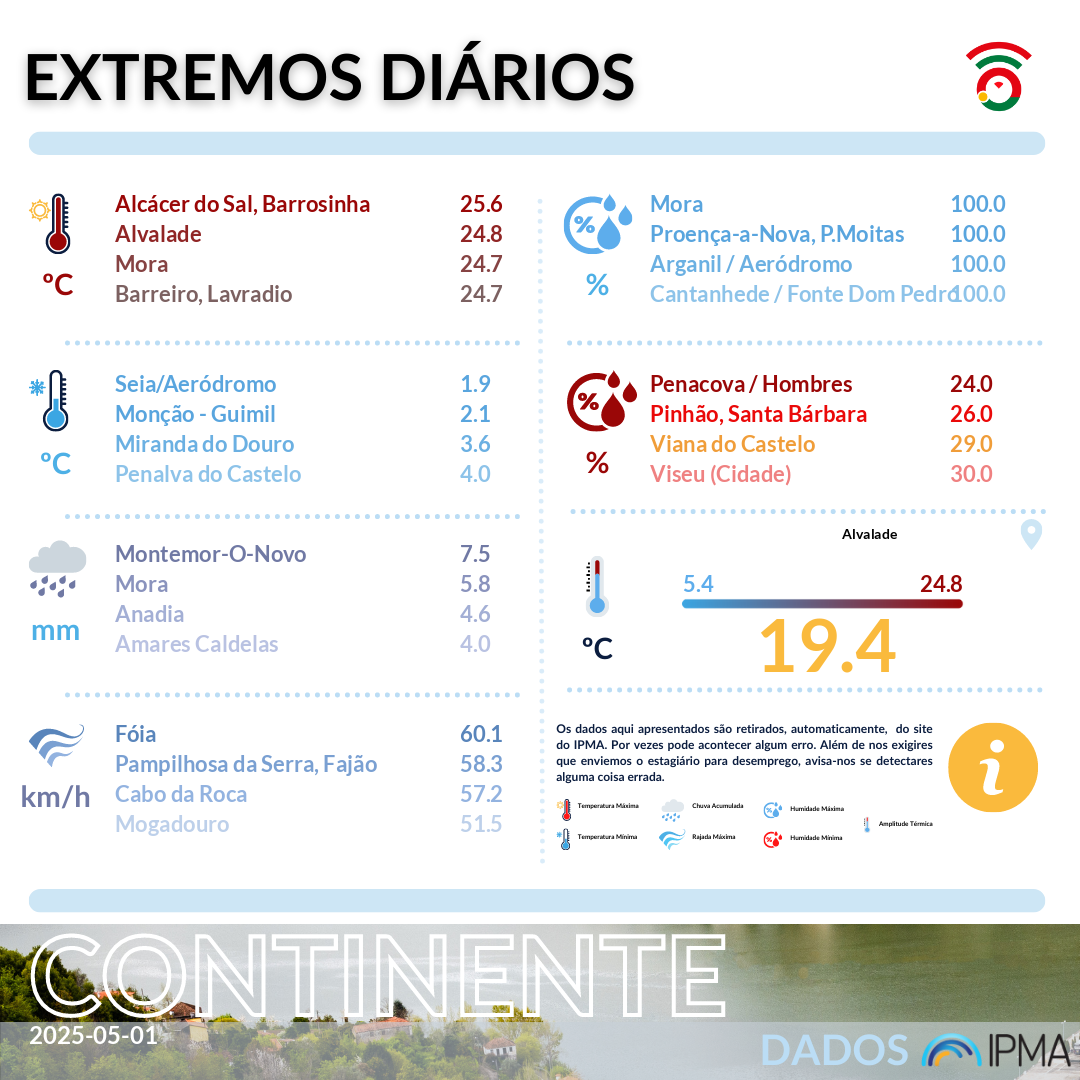 EXTREMOS DIÁRIOS
Alcácer do Sal, Barrosinha 25.6
Alvalade 24.8
Mora 24.7
Barreiro, Lavradio 24.7
ºC
Seia/Aeródromo 1.9
Monção - Guimil 2.1
Miranda do Douro 3.6
Penalva do Castelo 4.0
ºC
Montemor-O-Novo 7.5
Mora 5.8
Anadia 4.6
Amares Caldelas 4.0
mm
Fóia 60.1
Pampilhosa da Serra, Fajão 58.3
Cabo da Roca 57.2
Mogadouro 51.5
km/h
%
Mora 100.0
Proença-a-Nova, P.Moitas 100.0
Arganil / Aeródromo 100.0
Cantanhede / Fonte Dom Pedro 100.0
%
%
Penacova / Hombres 24.0
Pinhão, Santa Bárbara 26.0
Viana do Castelo 29.0
Viseu (Cidade) 30.0
%
Alvalade
5.4 24.8
19.4
ºC
Os dados aqui apresentados são retirados, automaticamente, do site
do IPMA. Por vezes pode acontecer algum erro. Além de nos exigires
que enviemos o estagiário para desemprego, avisa-nos se detectares
alguma coisa errada.
i
Temperatura Máxima
Chuva Acumulada
% Humidade Máxima
Amplitude Térmica
Temperatura Mínima
Rajada Máxima
% Humidade Mínima
CONTINENTE
2025-05-01
DADOS IPMA